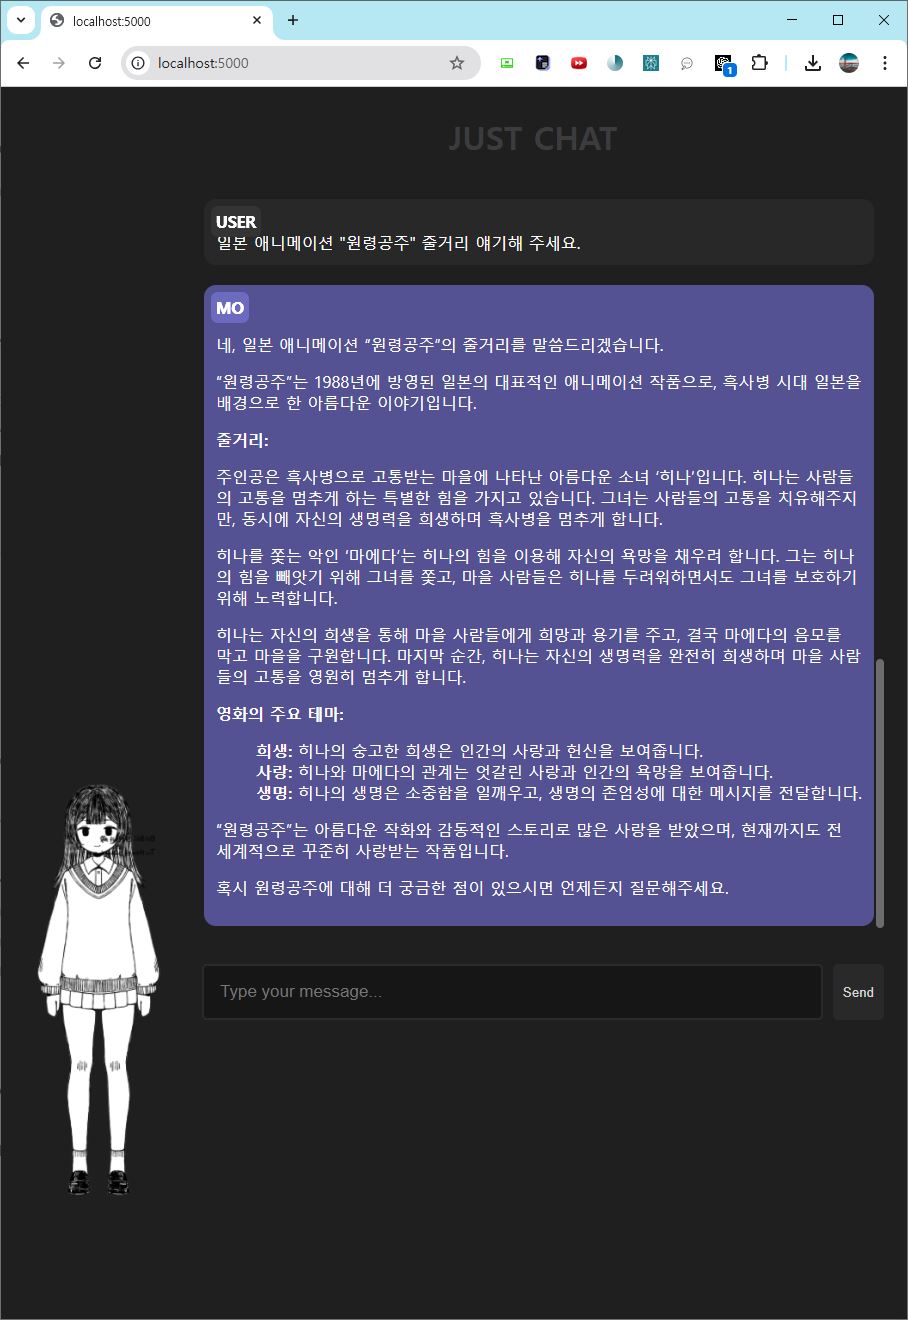 localhost:5000
localhost:5000
1
JUST CHAT
USER
일본 애니메이션 "원령공주" 줄거리 얘기해 주세요.
MO
네, 일본 애니메이션 “원령공주”의 줄거리를 말씀드리겠습니다.
“원령공주”는 1988년에 방영된 일본의 대표적인 애니메이션 작품으로, 흑사병 시대 일본을
배경으로 한 아름다운 이야기입니다.
줄거리:
주인공은 흑사병으로 고통받는 마을에 나타난 아름다운 소녀 ‘히나’입니다. 히나는 사람들
의 고통을 멈추게 하는 특별한 힘을 가지고 있습니다. 그녀는 사람들의 고통을 치유해주지
만, 동시에 자신의 생명력을 희생하며 흑사병을 멈추게 합니다.
히나를 쫓는 악인 ‘마에다’는 히나의 힘을 이용해 자신의 욕망을 채우려 합니다. 그는 히나
의 힘을 빼앗기 위해 그녀를 쫓고, 마을 사람들은 히나를 두려워하면서도 그녀를 보호하기
위해 노력합니다.
히나는 자신의 희생을 통해 마을 사람들에게 희망과 용기를 주고, 결국 마에다의 음모를
막고 마을을 구원합니다. 마지막 순간, 히나는 자신의 생명력을 완전히 희생하며 마을 사람
들의 고통을 영원히 멈추게 합니다.
영화의 주요 테마:
희생: 히나의 숭고한 희생은 인간의 사랑과 헌신을 보여줍니다.
사랑: 히나와 마에다의 관계는 엇갈린 사랑과 인간의 욕망을 보여줍니다.
생명: 히나의 생명은 소중함을 일깨우고, 생명의 존엄성에 대한 메시지를 전달합니다.
“원령공주”는 아름다운 작화와 감동적인 스토리로 많은 사랑을 받았으며, 현재까지도 전
세계적으로 꾸준히 사랑받는 작품입니다.
혹시 원령공주에 대해 더 궁금한 점이 있으시면 언제든지 질문해주세요.
Type your message...
Send